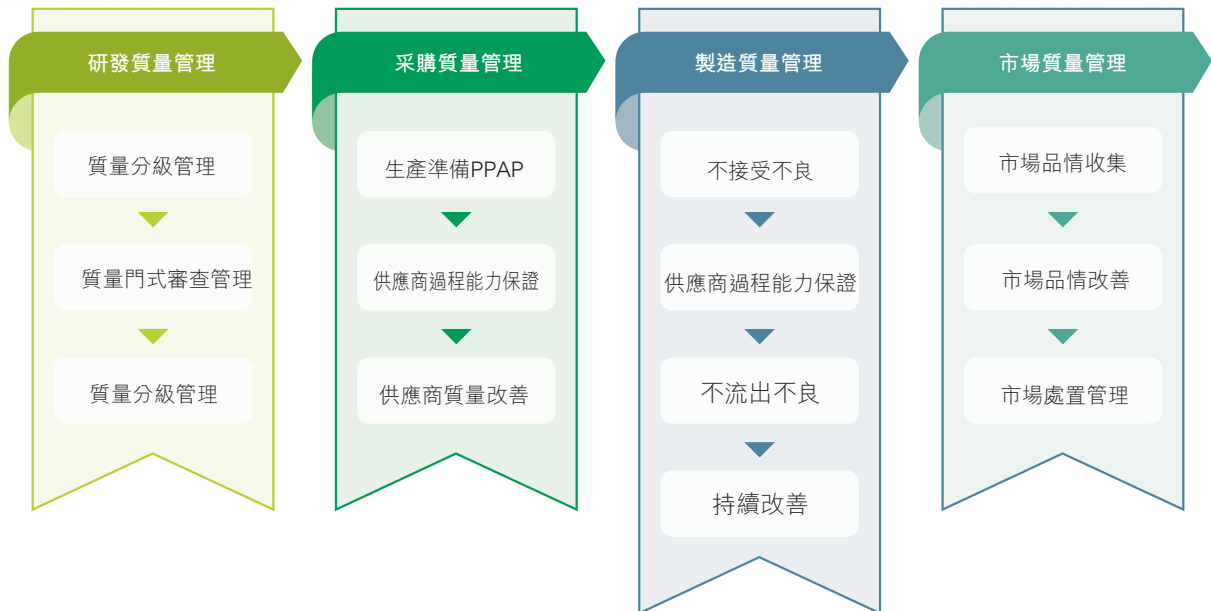 研發質量管理
質量分級管理
質量門式審查管理
質量分級管理
采購質量管理
生產準備PPAP
供應商過程能力保證
供應商質量改善
製造質量管理
不接受不良
供應商過程能力保證
不流出不良
持續改善
市場質量管理
市場品情收集
市場品情改善
市場處置管理